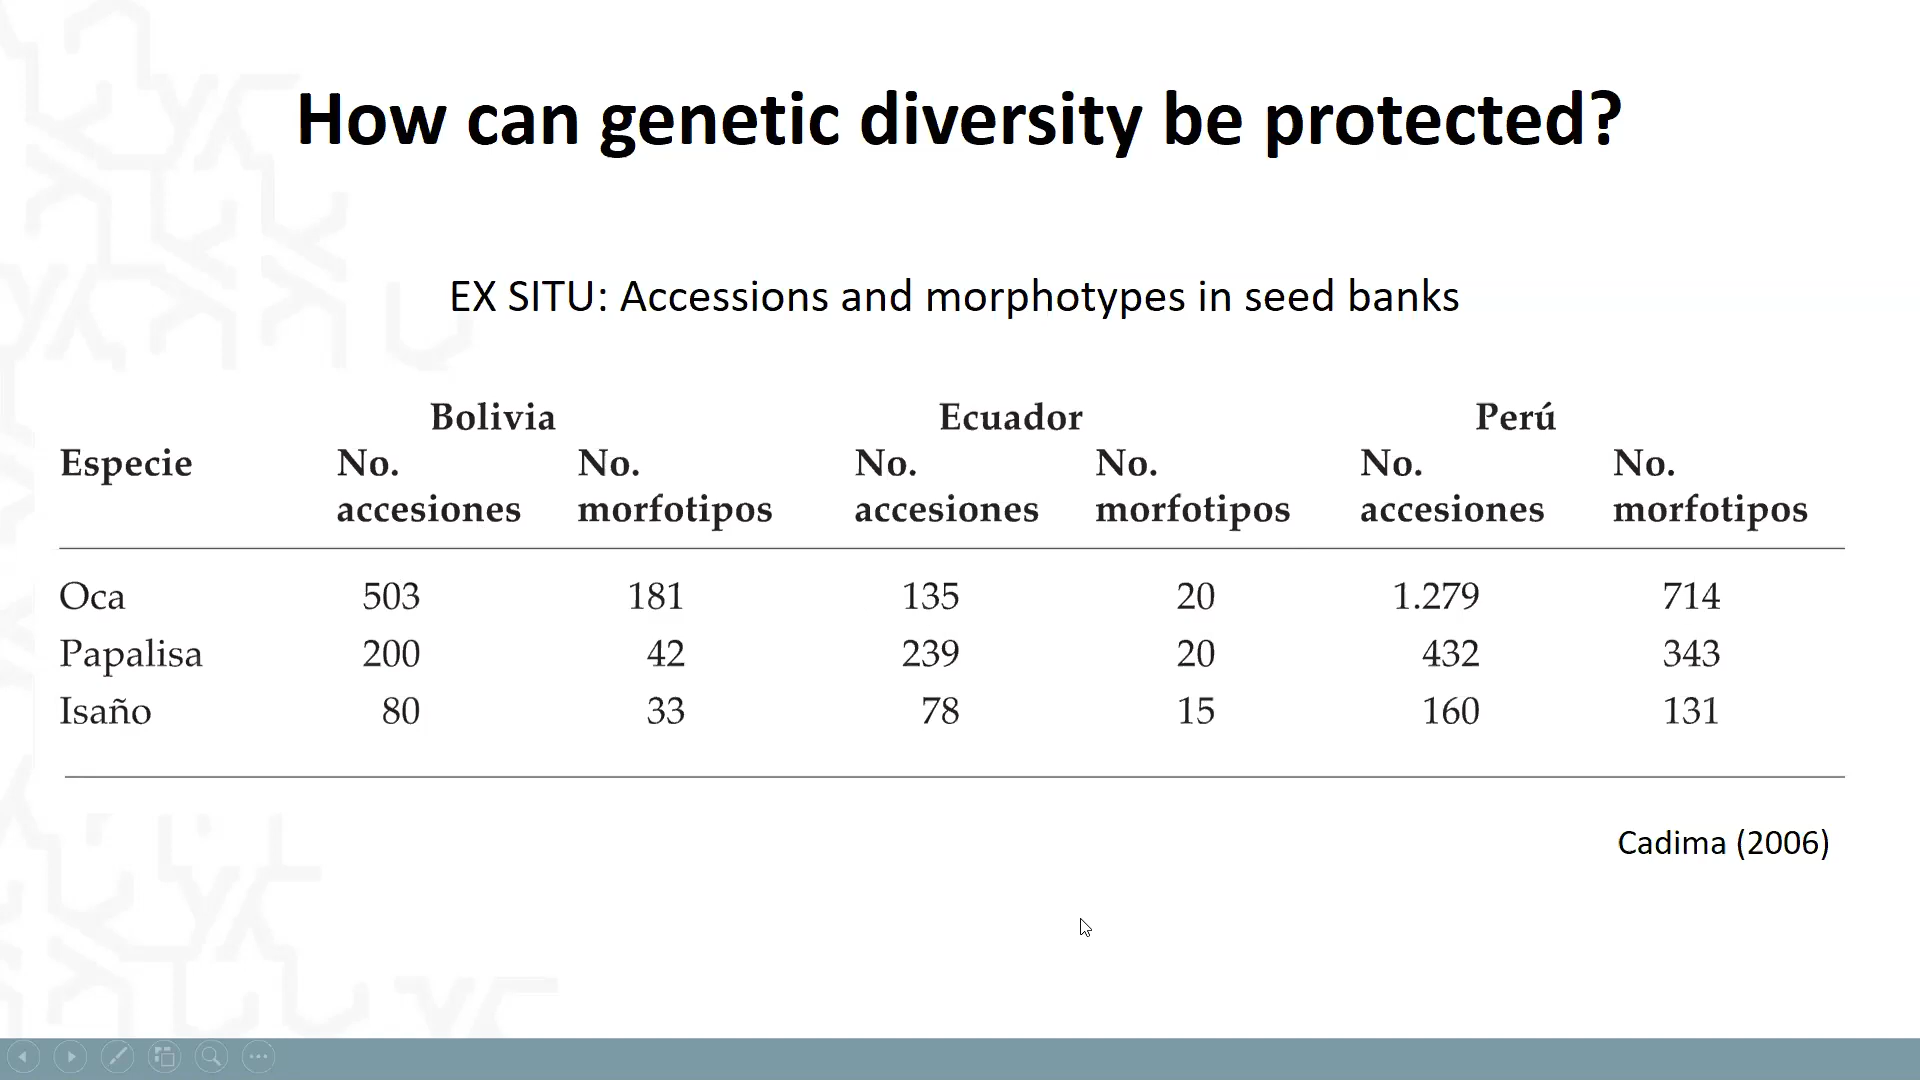 How can genetic diversity be protected?
EX SITU: Accessions and morphotypes in seed banks
Bolivia Ecuador Perú
Especie No. No. No. No. No. No.
accesiones morfotipos accesiones morfotipos accesiones morfotipos
Oca 503 181 135 20 1.279 714
Papalisa 200 42 239 20 432 343
Isaño 80 33 78 15 160 131
Cadima (2006)